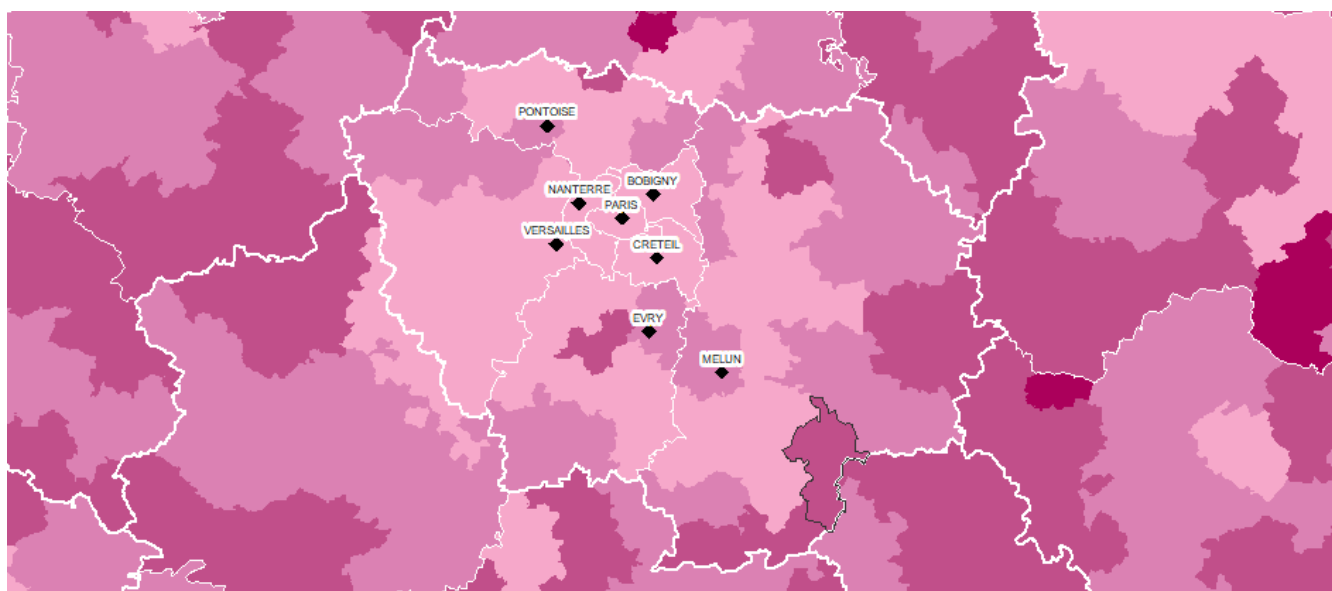 PONTOISE
BOBIGNY
NANTERRE
PARIS
VERSAILLES
CRETEIL
EVRY
MELUN